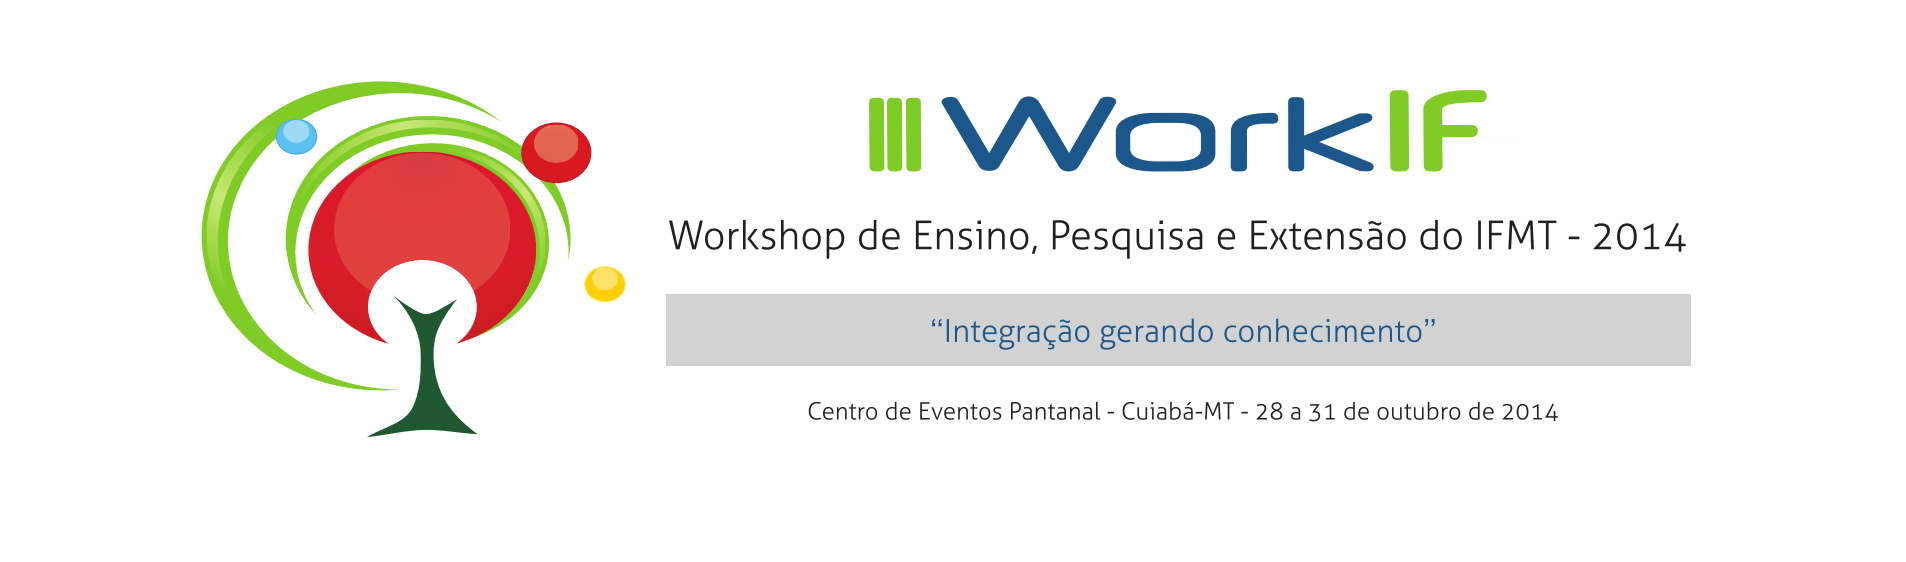 III WorkIF
Workshop de Ensino, Pesquisa e Extensão do IFMT - 2014
“Integração gerando conhecimento”
Centro de Eventos Pantanal - Cuiabá-MT - 28 a 31 de outubro de 2014